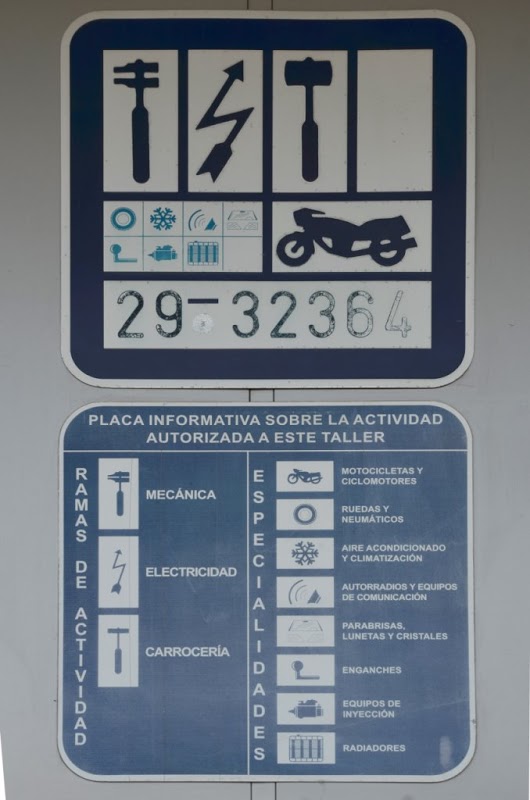 29-32364
PLACA INFORMATIVA SOBRE LA ACTIVIDAD
AUTORIZADA A ESTE TALLER
RAMAS DE ACTIVIDAD
MECÁNICA
ELECTRICIDAD
CARROCERÍA
ESPECIALIDADES
MOTOCICLETAS Y
CICLOMOTORES
RUEDAS Y
NEUMÁTICOS
AIRE ACONDICIONADO
Y CLIMATIZACIÓN
AUTORRADIOS Y EQUIPOS
DE COMUNICACIÓN
PARABRISAS,
LUNETAS Y CRISTALES
ENGANCHES
EQUIPOS DE
INYECCIÓN
RADIADORES